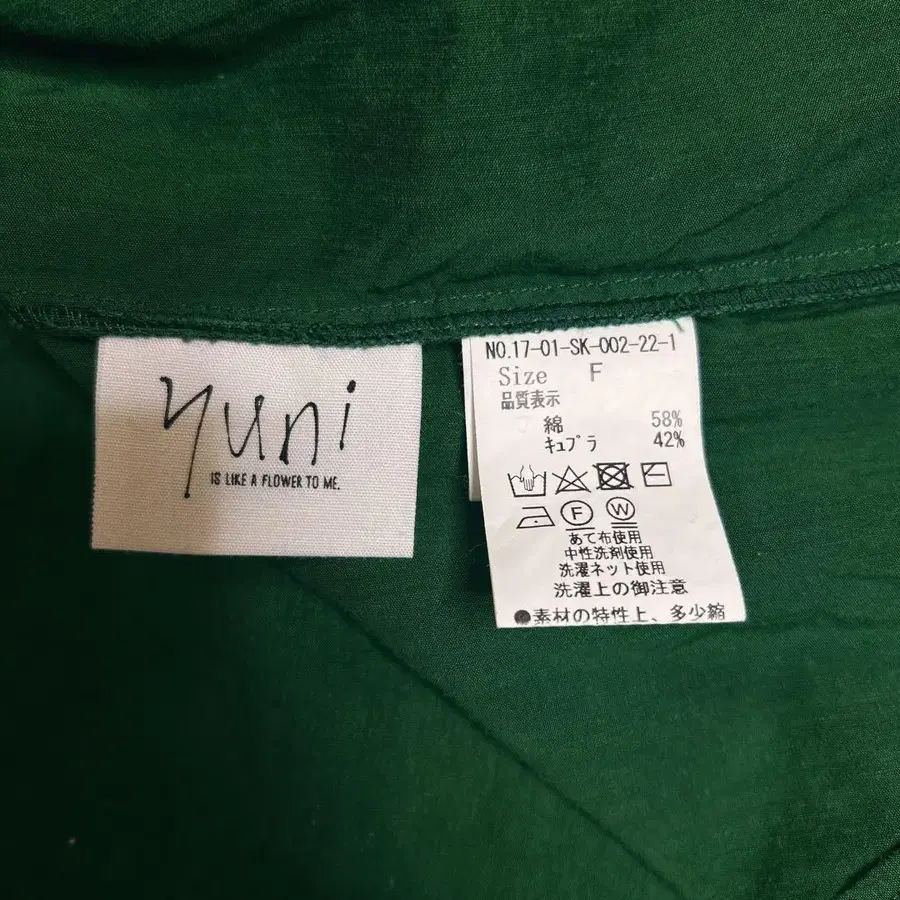 yuni
IS LIKE A FLOWER TO ME.
NO.17-01-SK-002-22-1
Size F
品質表示
綿 58%
キュプラ 42%
F W
あて布使用
中性洗剤使用
洗濯ネット使用
洗濯上の御注意
●素材の特性上、多少縮